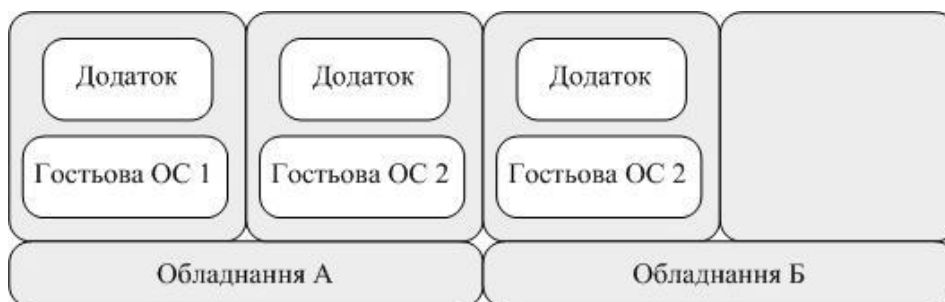 Додаток
Додаток
Додаток
Гостьова ОС 1
Гостьова ОС 2
Гостьова ОС 2
Обладнання А
Обладнання Б